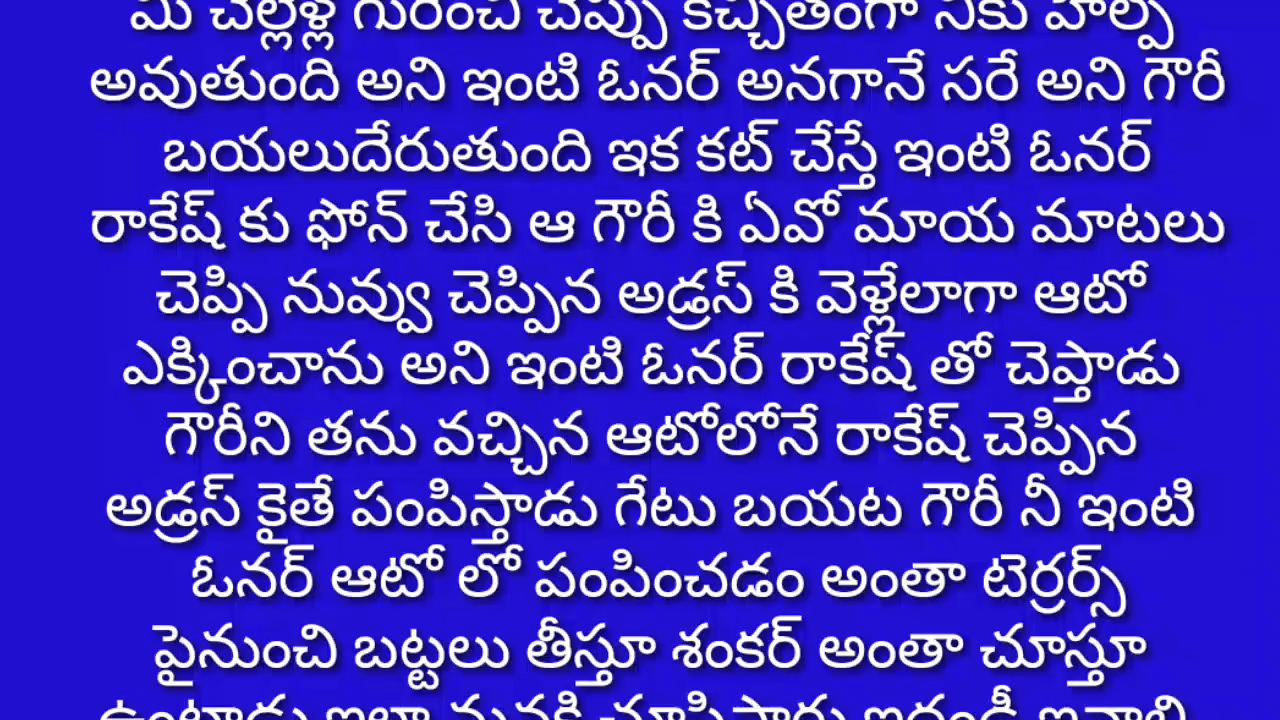 మీ చెల్లెళ్ల గురించి చెప్పు కచ్చితంగా నీకు హెల్ప్
అవుతుంది అని ఇంటి ఓనర్ అనగానే సరే అని గౌరీ
బయలుదేరుతుంది ఇక కట్ చేస్తే ఇంటి ఓనర్
రాకేష్ కు ఫోన్ చేసి ఆ గౌరీ కి ఏవో మాయ మాటలు
చెప్పి నువ్వు చెప్పిన అడ్రస్ కి వెళ్లేలాగా ఆటో
ఎక్కించాను అని ఇంటి ఓనర్ రాకేష్ తో చెప్తాడు
గౌరీని తను వచ్చిన ఆటోలోనే రాకేష్ చెప్పిన
అడ్రస్ కైతే పంపిస్తాడు గేటు బయట గౌరీ నీ ఇంటి
ఓనర్ ఆటో లో పంపించడం అంతా టెర్రర్స్
పైనుంచి బట్టలు తీస్తూ శంకర్ అంతా చూస్తూ